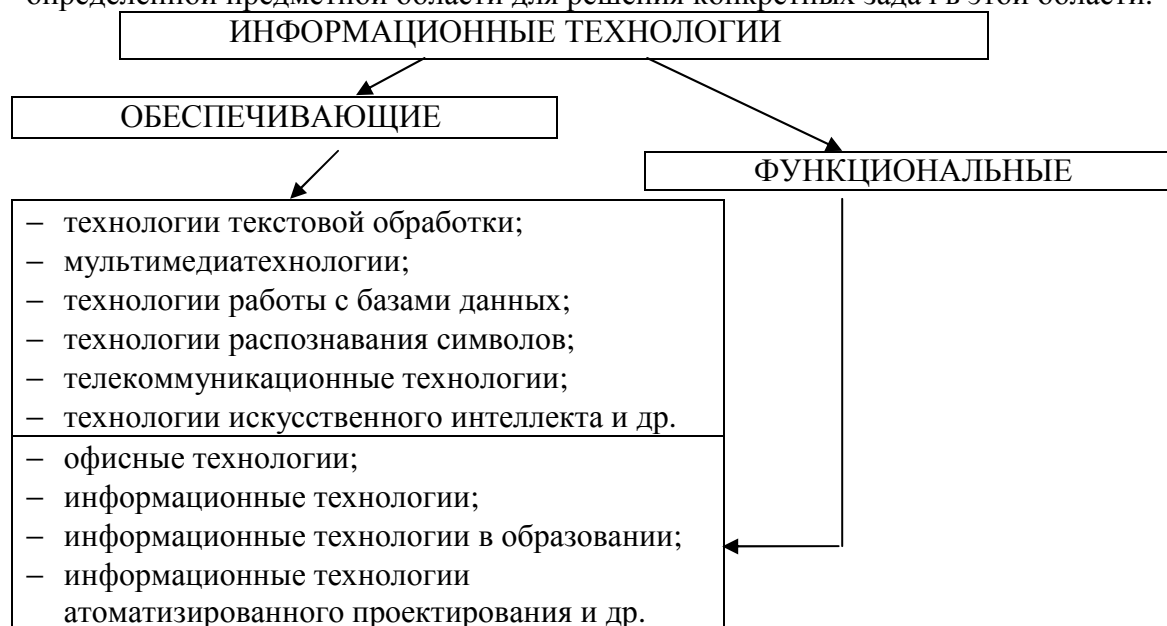 определенной предметной области для решения конкретных задач в этой области.
ИНФОРМАЦИОННЫЕ ТЕХНОЛОГИИ
ОБЕСПЕЧИВАЮЩИЕ
ФУНКЦИОНАЛЬНЫЕ
− технологии текстовой обработки;
− мультимедиатехнологии;
− технологии работы с базами данных;
− технологии распознавания символов;
− телекоммуникационные технологии;
− технологии искусственного интеллекта и др.
− офисные технологии;
− информационные технологии;
− информационные технологии в образовании;
− информационные технологии
атоматизированного проектирования и др.